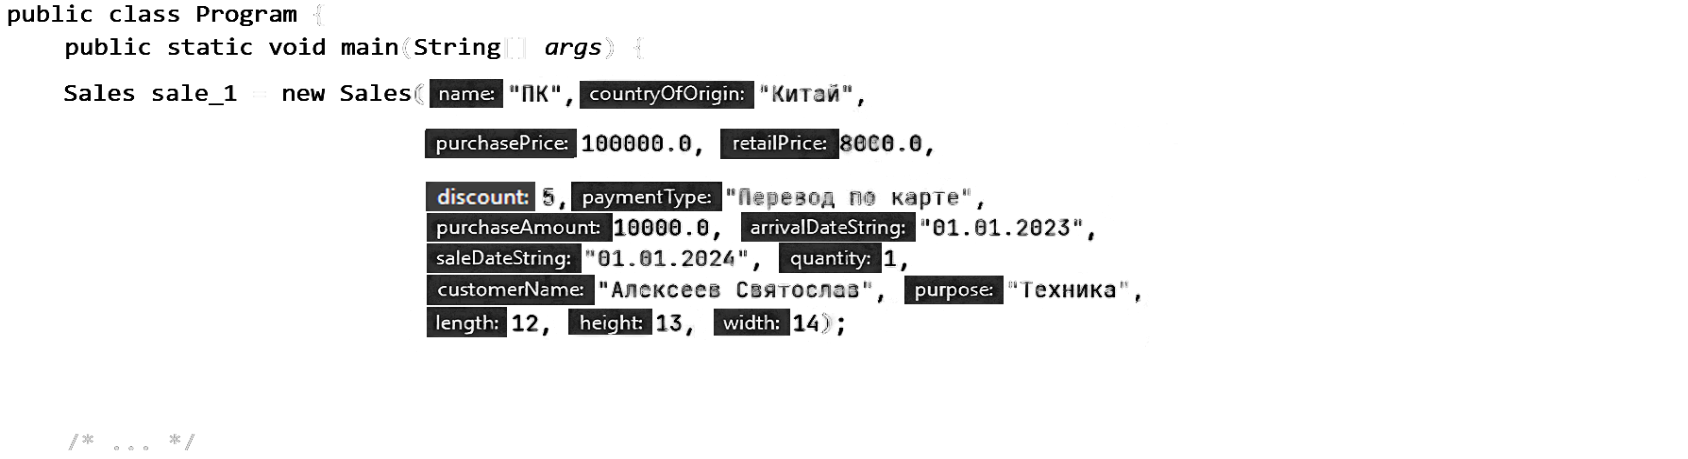 public class Program {
public static void main(String[] args) {
Sales sale_1 = new Sales( name: "ПК", countryOfOrigin: "Китай",
purchasePrice: 100000.0, retailPrice: 8000.0,
discount: 5, paymentType: "Перевод по карте",
purchaseAmount: 10000.0, arrivalDateString: "01.01.2023",
saleDateString: "01.01.2024", quantity: 1,
customerName: "Алексеев Святослав", purpose: "Техника",
length: 12, height: 13, width: 14);
/* ... */